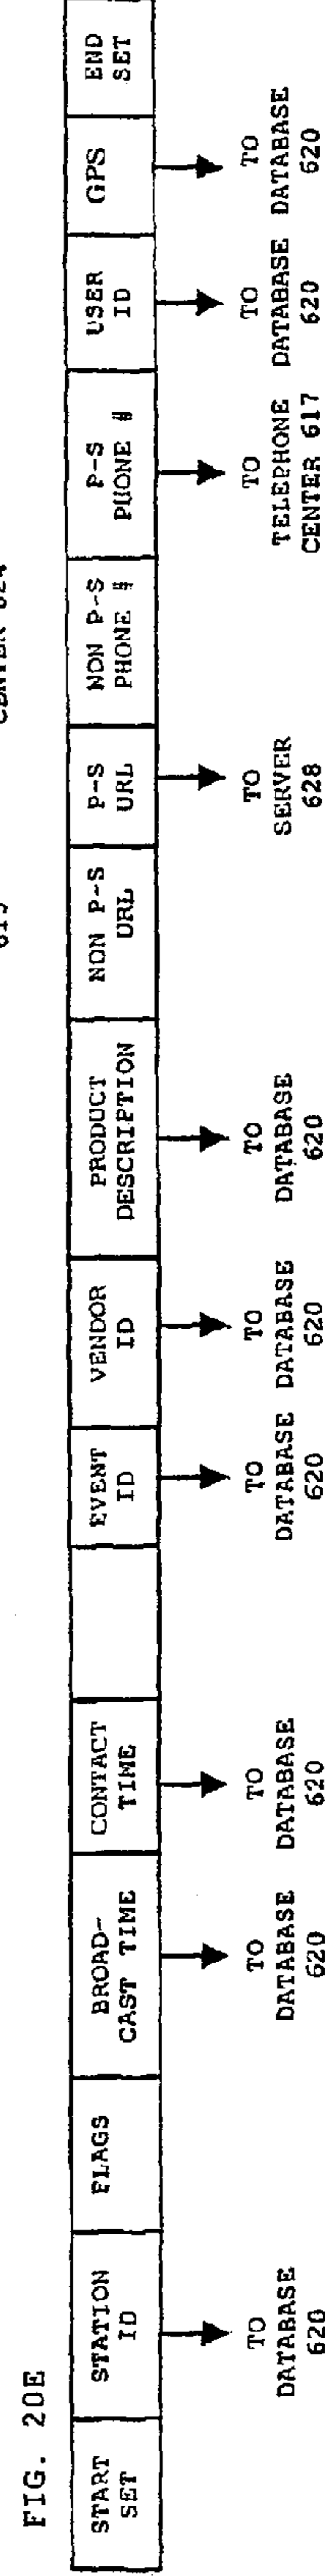 CENTER 624
615
FIG. 20E
START
SET
STATION
ID
FLAGS
BROAD-
CAST TIME
CONTACT
TIME
EVENT
ID
VENDOR
ID
PRODUCT
DESCRIPTION
NON P-S
URL
P-S
URL
NON P-S
PHONE #
P-S
PHONE #
USER
ID
GPS
END
SET
TO
DATABASE
620
TO
DATABASE
620
TO
DATABASE
620
TO
DATABASE
620
TO
DATABASE
620
TO
DATABASE
620
TO
SERVER
628
TO
TELEPHONE
CENTER 617
TO
DATABASE
620
TO
DATABASE
620